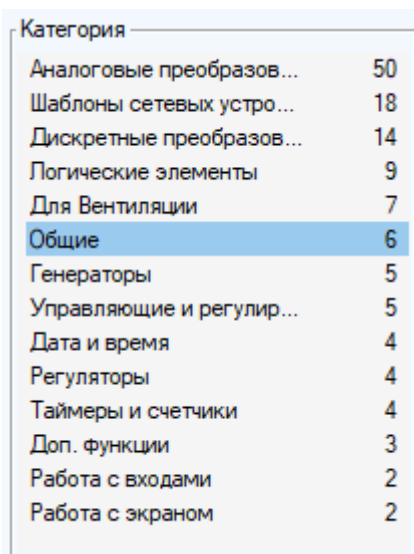 Категория
Аналоговые преобразов... 50
Шаблоны сетевых устро... 18
Дискретные преобразов... 14
Логические элементы 9
Для Вентиляции 7
Общие 6
Генераторы 5
Управляющие и регулир... 5
Дата и время 4
Регуляторы 4
Таймеры и счетчики 4
Доп. функции 3
Работа с входами 2
Работа с экраном 2